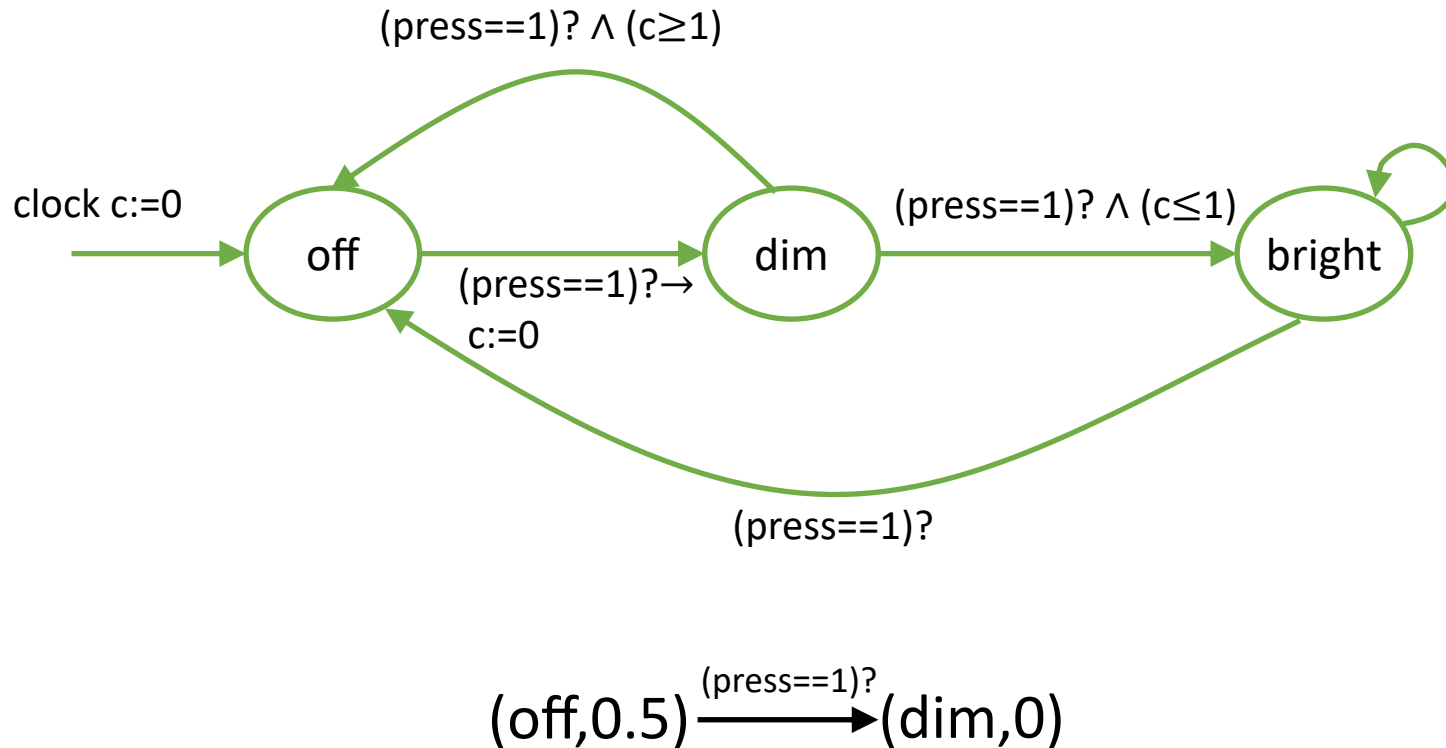 (press==1)? ∧ (c≥1)
clock c:=0
(press==1)? ∧ (c≤1)
off
dim
bright
(press==1)?→
c:=0
(press==1)?
(press==1)?
(off,0.5) (dim,0)